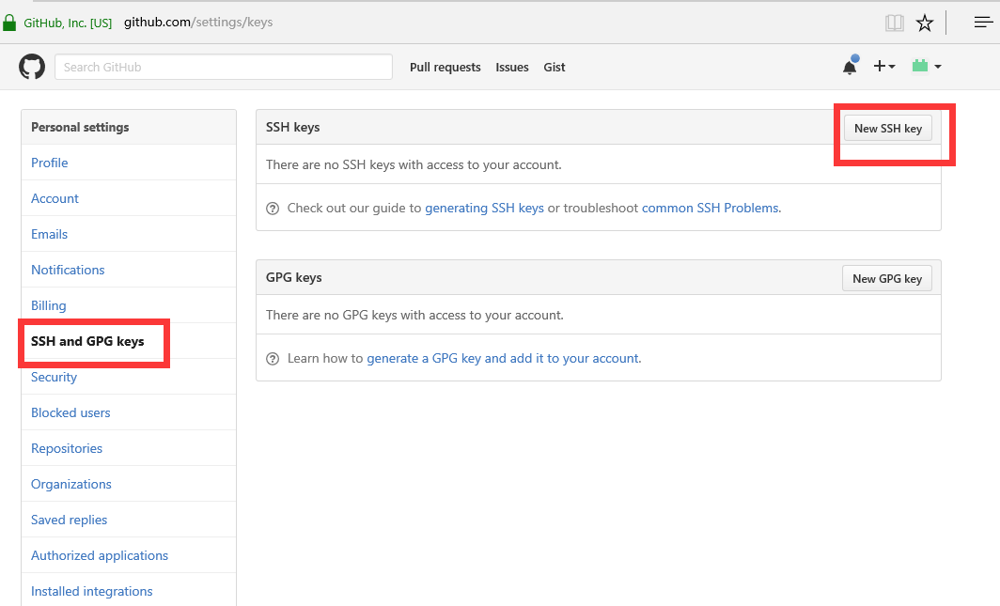 GitHub, Inc. [US] github.com/settings/keys
Search GitHub Pull requests Issues Gist
Personal settings
Profile
Account
Emails
Notifications
Billing
SSH and GPG keys
Security
Blocked users
Repositories
Organizations
Saved replies
Authorized applications
Installed integrations
SSH keys New SSH key
There are no SSH keys with access to your account.
Check out our guide to generating SSH keys or troubleshoot common SSH Problems.
GPG keys New GPG key
There are no GPG keys with access to your account.
Learn how to generate a GPG key and add it to your account.